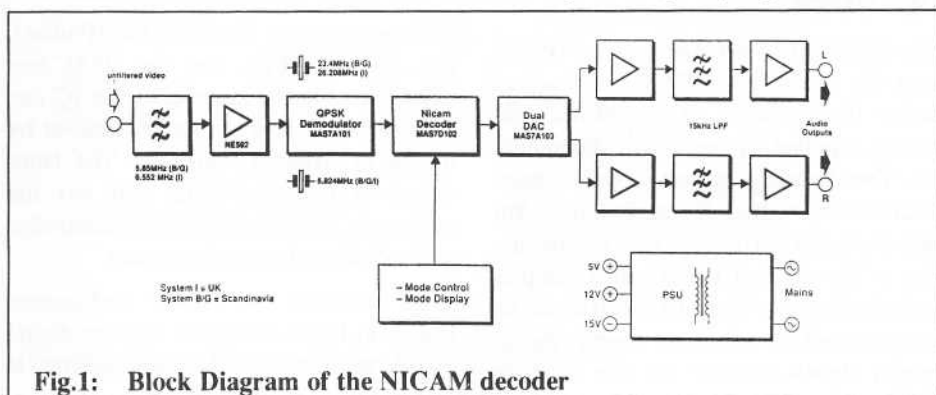 unfiltered video
5.85MHz (B/G)
6.552 MHz (I)
NE592
23.4MHz (B/G)
26.208MHz (I)
QPSK
Demodulator
MAS7A101
5.824MHz (B/G/I)
Nicam
Decoder
MAS7D102
Dual
DAC
MAS7A103
15kHz LPF
L
Audio
Outputs
R
– Mode Control
– Mode Display
System I = UK
System B/G = Scandinavia
5V
12V
15V
PSU
Mains
Fig.1: Block Diagram of the NICAM decoder